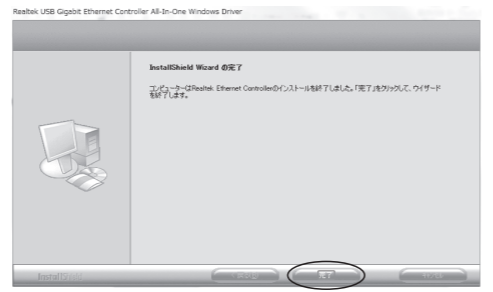 Realtek USB Gigabit Ethernet Controller All-In-One Windows Driver
InstallShield Wizard の完了
コンピューターはRealtek Ethernet Controllerのインストールを終了しました。「完了」をクリックして、ウィザード
を終了します。
InstallShield
完了